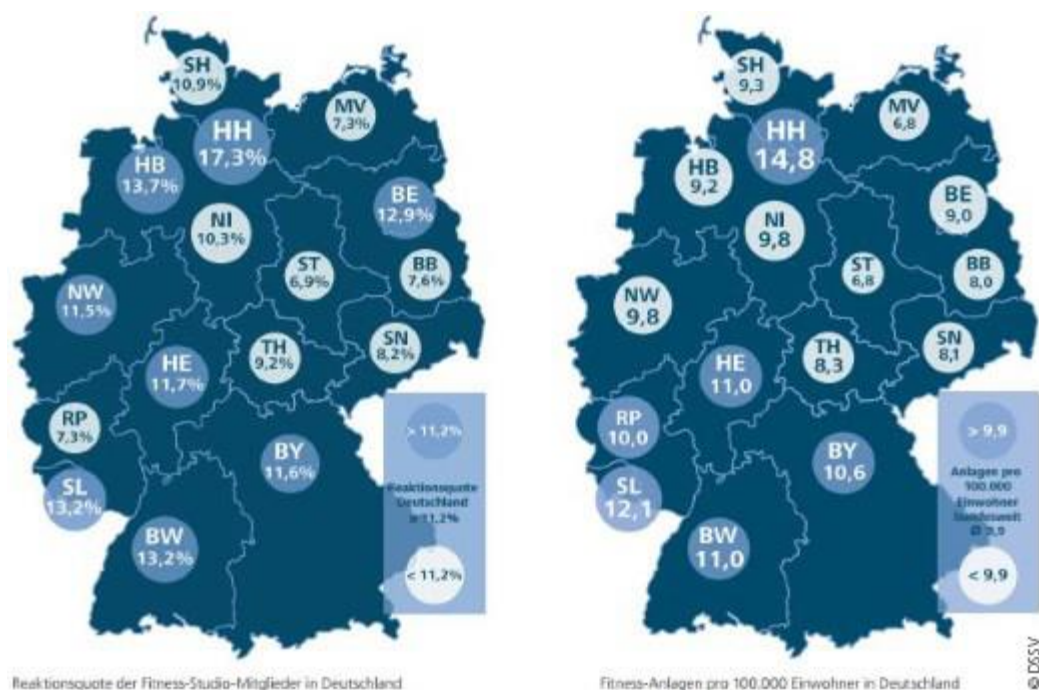 SH
10,9%
MV
7,3%
HH
17,3%
HB
13,7%
BE
12,9%
NI
10,3%
ST
6,9%
BB
7,6%
NW
11,5%
TH
9,2%
SN
8,2%
HE
11,7%
RP
7,3%
BY
11,6%
SL
13,2%
BW
13,2%
> 11,2%
Reaktionsquote
Deutschland
11,2%
< 11,2%
Reaktionsquote der Fitness-Studio-Mitglieder in Deutschland
SH
9,3
MV
6,8
HH
14,8
HB
9,2
BE
9,0
NI
9,8
ST
6,8
BB
8,0
NW
9,8
TH
8,3
SN
8,1
HE
11,0
RP
10,0
BY
10,6
SL
12,1
BW
11,0
> 9,9
Anlagen pro
100.000
Einwohner
Ø 9,9
< 9,9
Fitness-Anlagen pro 100.000 Einwohner in Deutschland
© DSSV